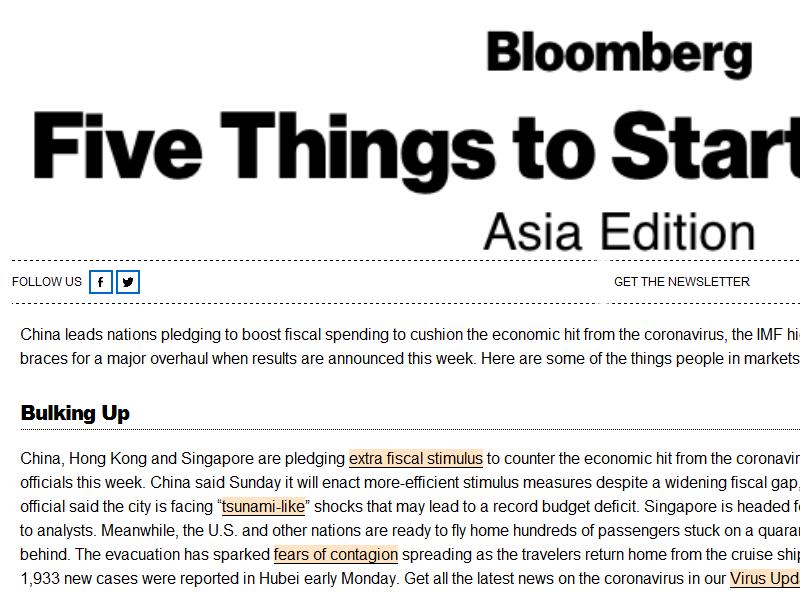 Bloomberg
Five Things to Start
Asia Edition
FOLLOW US
GET THE NEWSLETTER
China leads nations pledging to boost fiscal spending to cushion the economic hit from the coronavirus, the IMF hi
braces for a major overhaul when results are announced this week. Here are some of the things people in markets
Bulking Up
China, Hong Kong and Singapore are pledging extra fiscal stimulus to counter the economic hit from the coronavir
officials this week. China said Sunday it will enact more-efficient stimulus measures despite a widening fiscal gap,
official said the city is facing “tsunami-like” shocks that may lead to a record budget deficit. Singapore is headed f
to analysts. Meanwhile, the U.S. and other nations are ready to fly home hundreds of passengers stuck on a quara
behind. The evacuation has sparked fears of contagion spreading as the travelers return home from the cruise ship
1,933 new cases were reported in Hubei early Monday. Get all the latest news on the coronavirus in our Virus Upd